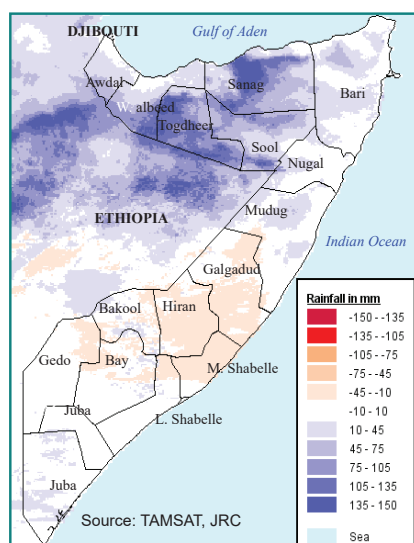 DJIBOUTI
Gulf of Aden
Awdal
Sanag
Bari
W. albeed
Togdheer
Sool
Nugal
ETHIOPIA
Mudug
Indian Ocean
Galgadud
Bakool
Hiran
Gedo
Bay
M. Shabelle
Juba
L. Shabelle
Juba
Source: TAMSAT, JRC
Rainfall in mm
-150 --135
-135 --105
-105 --75
-75 --45
-45 --10
-10 - 10
10 - 45
45 - 75
75 - 105
105 - 135
135 - 150
Sea